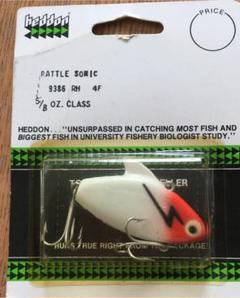 heddon
PRICE
RATTLE SONIC
9386 RH 4F
5/8 OZ. CLASS
HEDDON..."UNSURPASSED IN CATCHING MOST FISH AND
BIGGEST FISH IN UNIVERSITY FISHERY BIOLOGIST STUDY."
RUNS TRUE RIGHT FROM THE PACKAGE